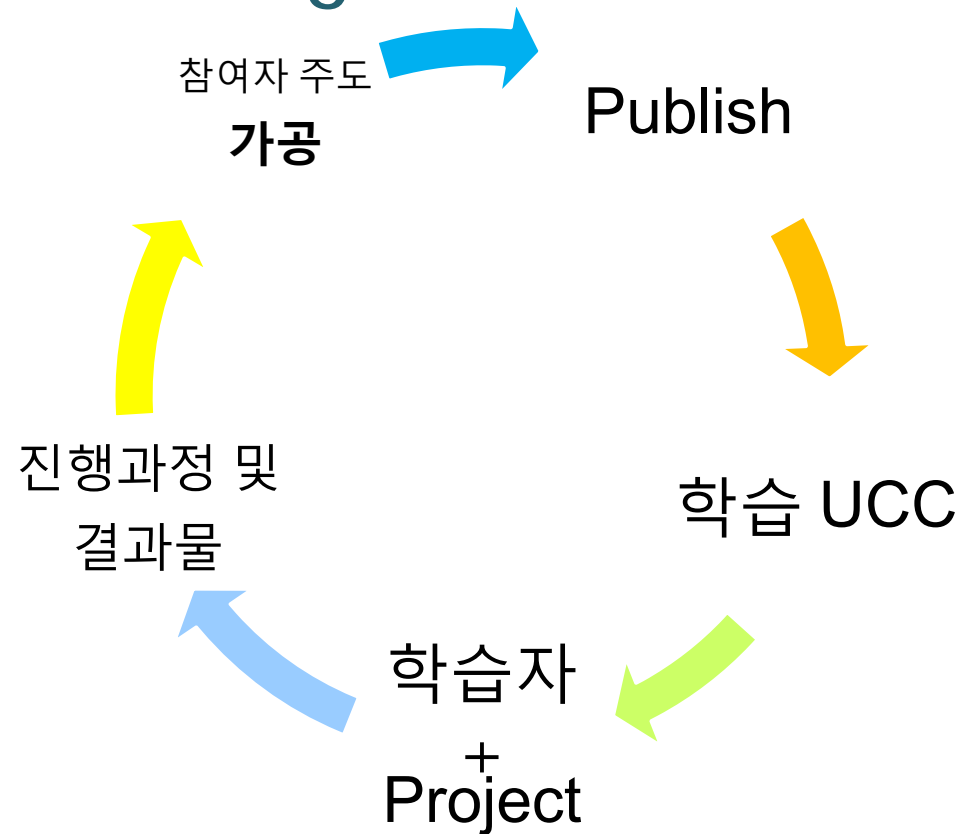 참여자 주도
가공
Publish
학습 UCC
학습자
+
Project
진행과정 및
결과물